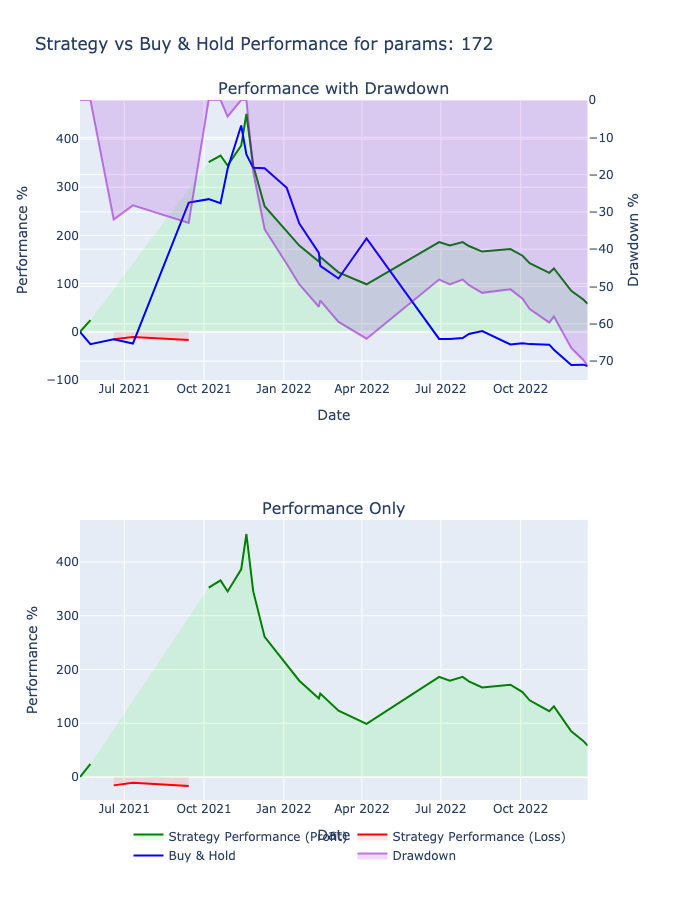 Strategy vs Buy & Hold Performance for params: 172
Performance with Drawdown
0
400
−10
300
−20
200
−30
−40
100
−50
0
−60
−70
−100
Performance %
Drawdown %
Jul 2021 Oct 2021 Jan 2022 Apr 2022 Jul 2022 Oct 2022
Date
Performance Only
400
300
200
100
0
Performance %
Jul 2021 Oct 2021 Jan 2022 Apr 2022 Jul 2022 Oct 2022
Date
Strategy Performance (Profit) Strategy Performance (Loss)
Buy & Hold Drawdown